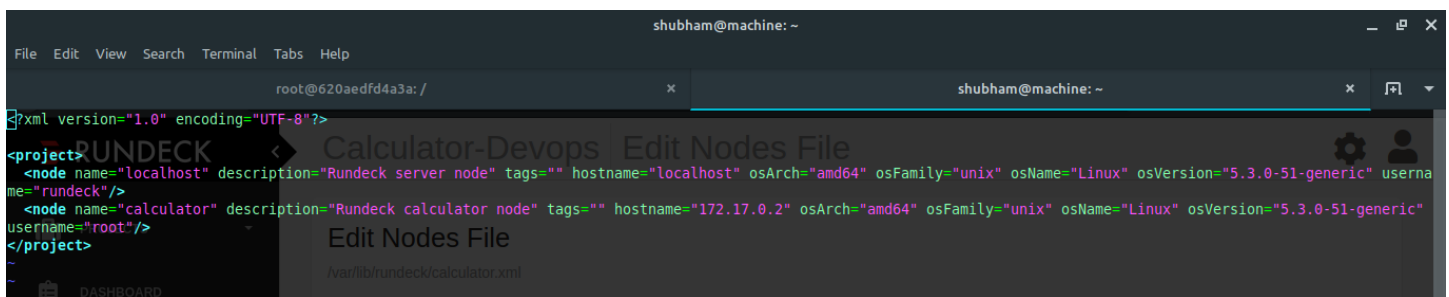 shubham@machine: ~
File Edit View Search Terminal Tabs Help
root@620aedfd4a3a: / × shubham@machine: ~ ×
<?xml version="1.0" encoding="UTF-8"?>
RUNDECK Calculator-Devops Edit Nodes File
<project>
<node name="localhost" description="Rundeck server node" tags="" hostname="localhost" osArch="amd64" osFamily="unix" osName="Linux" osVersion="5.3.0-51-generic" userna
me="rundeck"/>
<node name="calculator" description="Rundeck calculator node" tags="" hostname="172.17.0.2" osArch="amd64" osFamily="unix" osName="Linux" osVersion="5.3.0-51-generic"
username="root"/>
Edit Nodes File
</project>
~
/var/lib/rundeck/calculator.xml
~
DASHBOARD